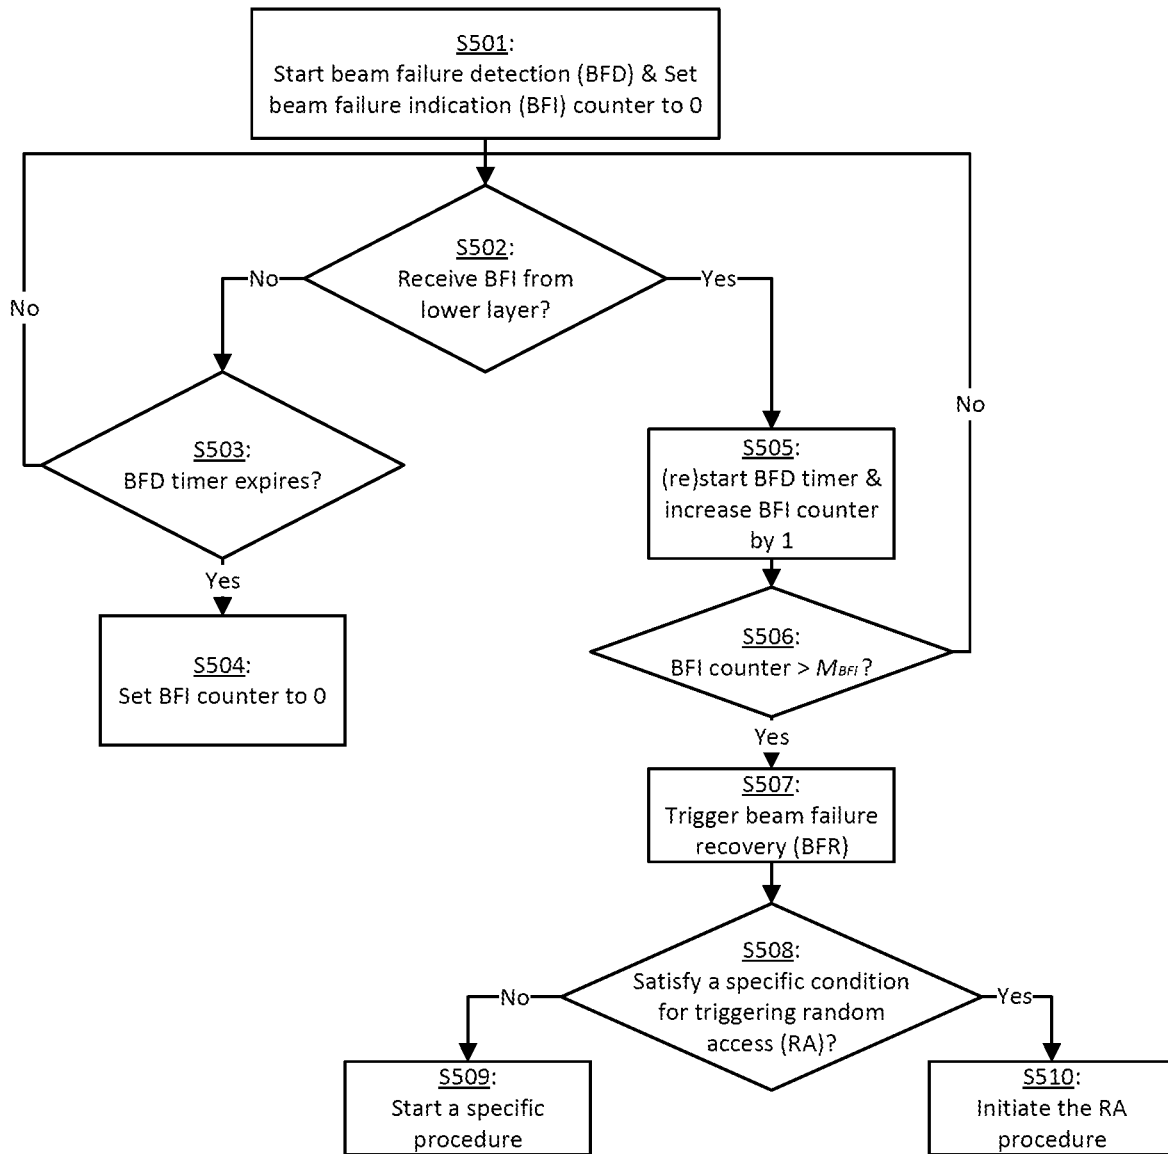 S501:
Start beam failure detection (BFD) & Set
beam failure indication (BFI) counter to 0
S502:
Receive BFI from
lower layer?
No
Yes
No
No
S503:
BFD timer expires?
S505:
(re)start BFD timer &
increase BFI counter
by 1
Yes
S504:
Set BFI counter to 0
S506:
BFI counter > MBFI?
Yes
S507:
Trigger beam failure
recovery (BFR)
S508:
Satisfy a specific condition
for triggering random
access (RA)?
No
Yes
S509:
Start a specific
procedure
S510:
Initiate the RA
procedure